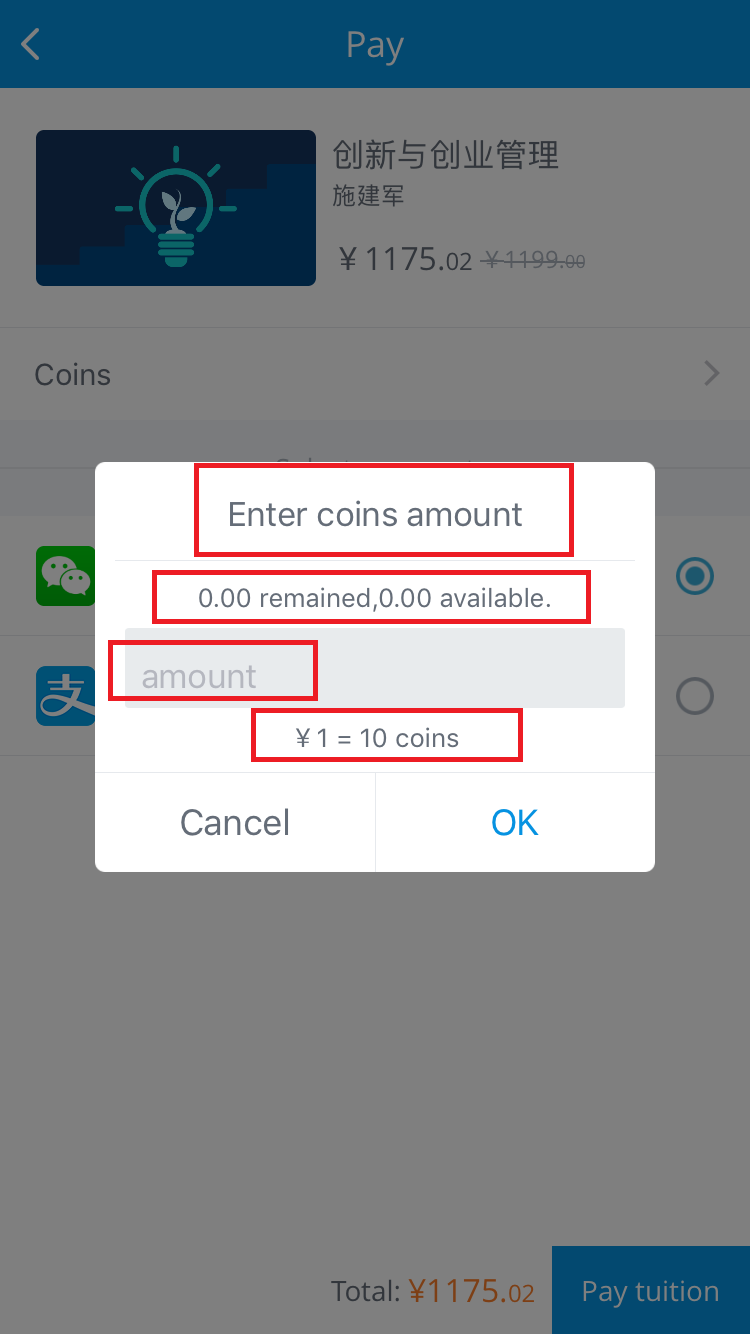 Pay
创新与创业管理
施建军
¥ 1175.02 ¥ 1199.00
Coins
Enter coins amount
0.00 remained,0.00 available.
amount
¥ 1 = 10 coins
Cancel
OK
支
Total: ¥1175.02
Pay tuition